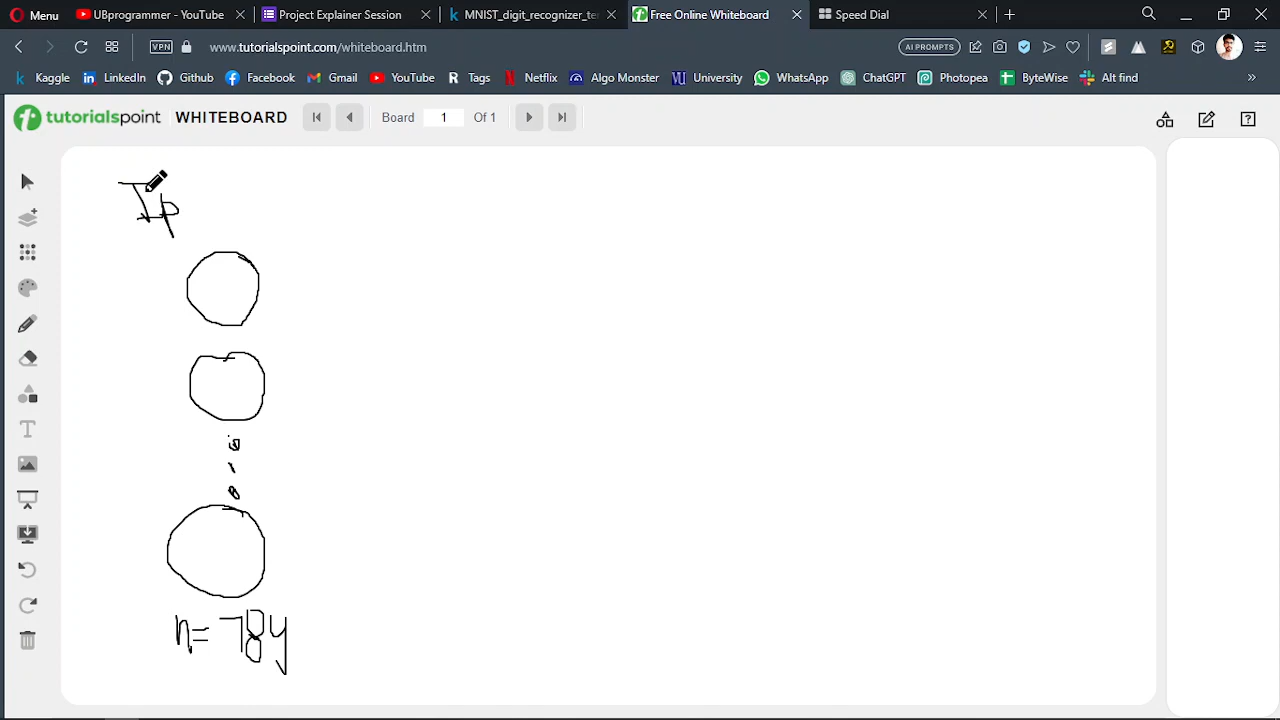 Menu
UBprogrammer - YouTube
Project Explainer Session
MNIST_digit_recognizer_te
Free Online Whiteboard
Speed Dial
VPN
www.tutorialspoint.com/whiteboard.htm
AI PROMPTS
Kaggle
LinkedIn
Github
Facebook
Gmail
YouTube
R Tags
Netflix
Algo Monster
University
WhatsApp
ChatGPT
Photopea
ByteWise
Alt find
tutorialspoint WHITEBOARD
Board 1 Of 1
Ip
n=784